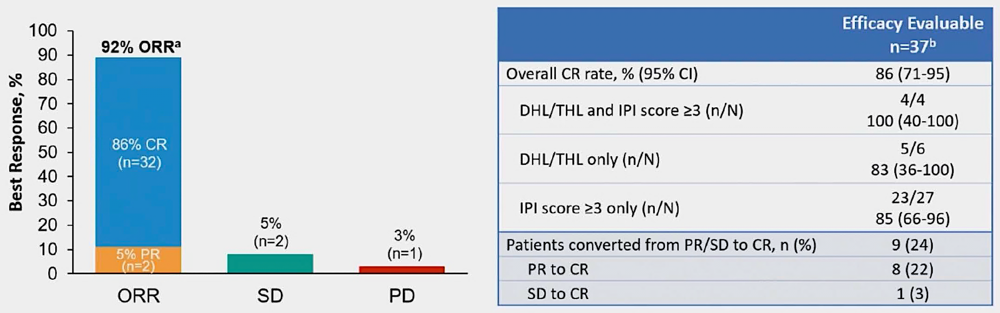 100
90
80
70
60
50
40
30
20
10
0
Best Response, %
92% ORRᵃ
86% CR
(n=32)
5% PR
(n=2)
5%
(n=2)
3%
(n=1)
ORR
SD
PD
Efficacy Evaluable
n=37ᵇ
Overall CR rate, % (95% CI) 86 (71-95)
DHL/THL and IPI score ≥3 (n/N) 4/4
100 (40-100)
DHL/THL only (n/N) 5/6
83 (36-100)
IPI score ≥3 only (n/N) 23/27
85 (66-96)
Patients converted from PR/SD to CR, n (%) 9 (24)
PR to CR 8 (22)
SD to CR 1 (3)